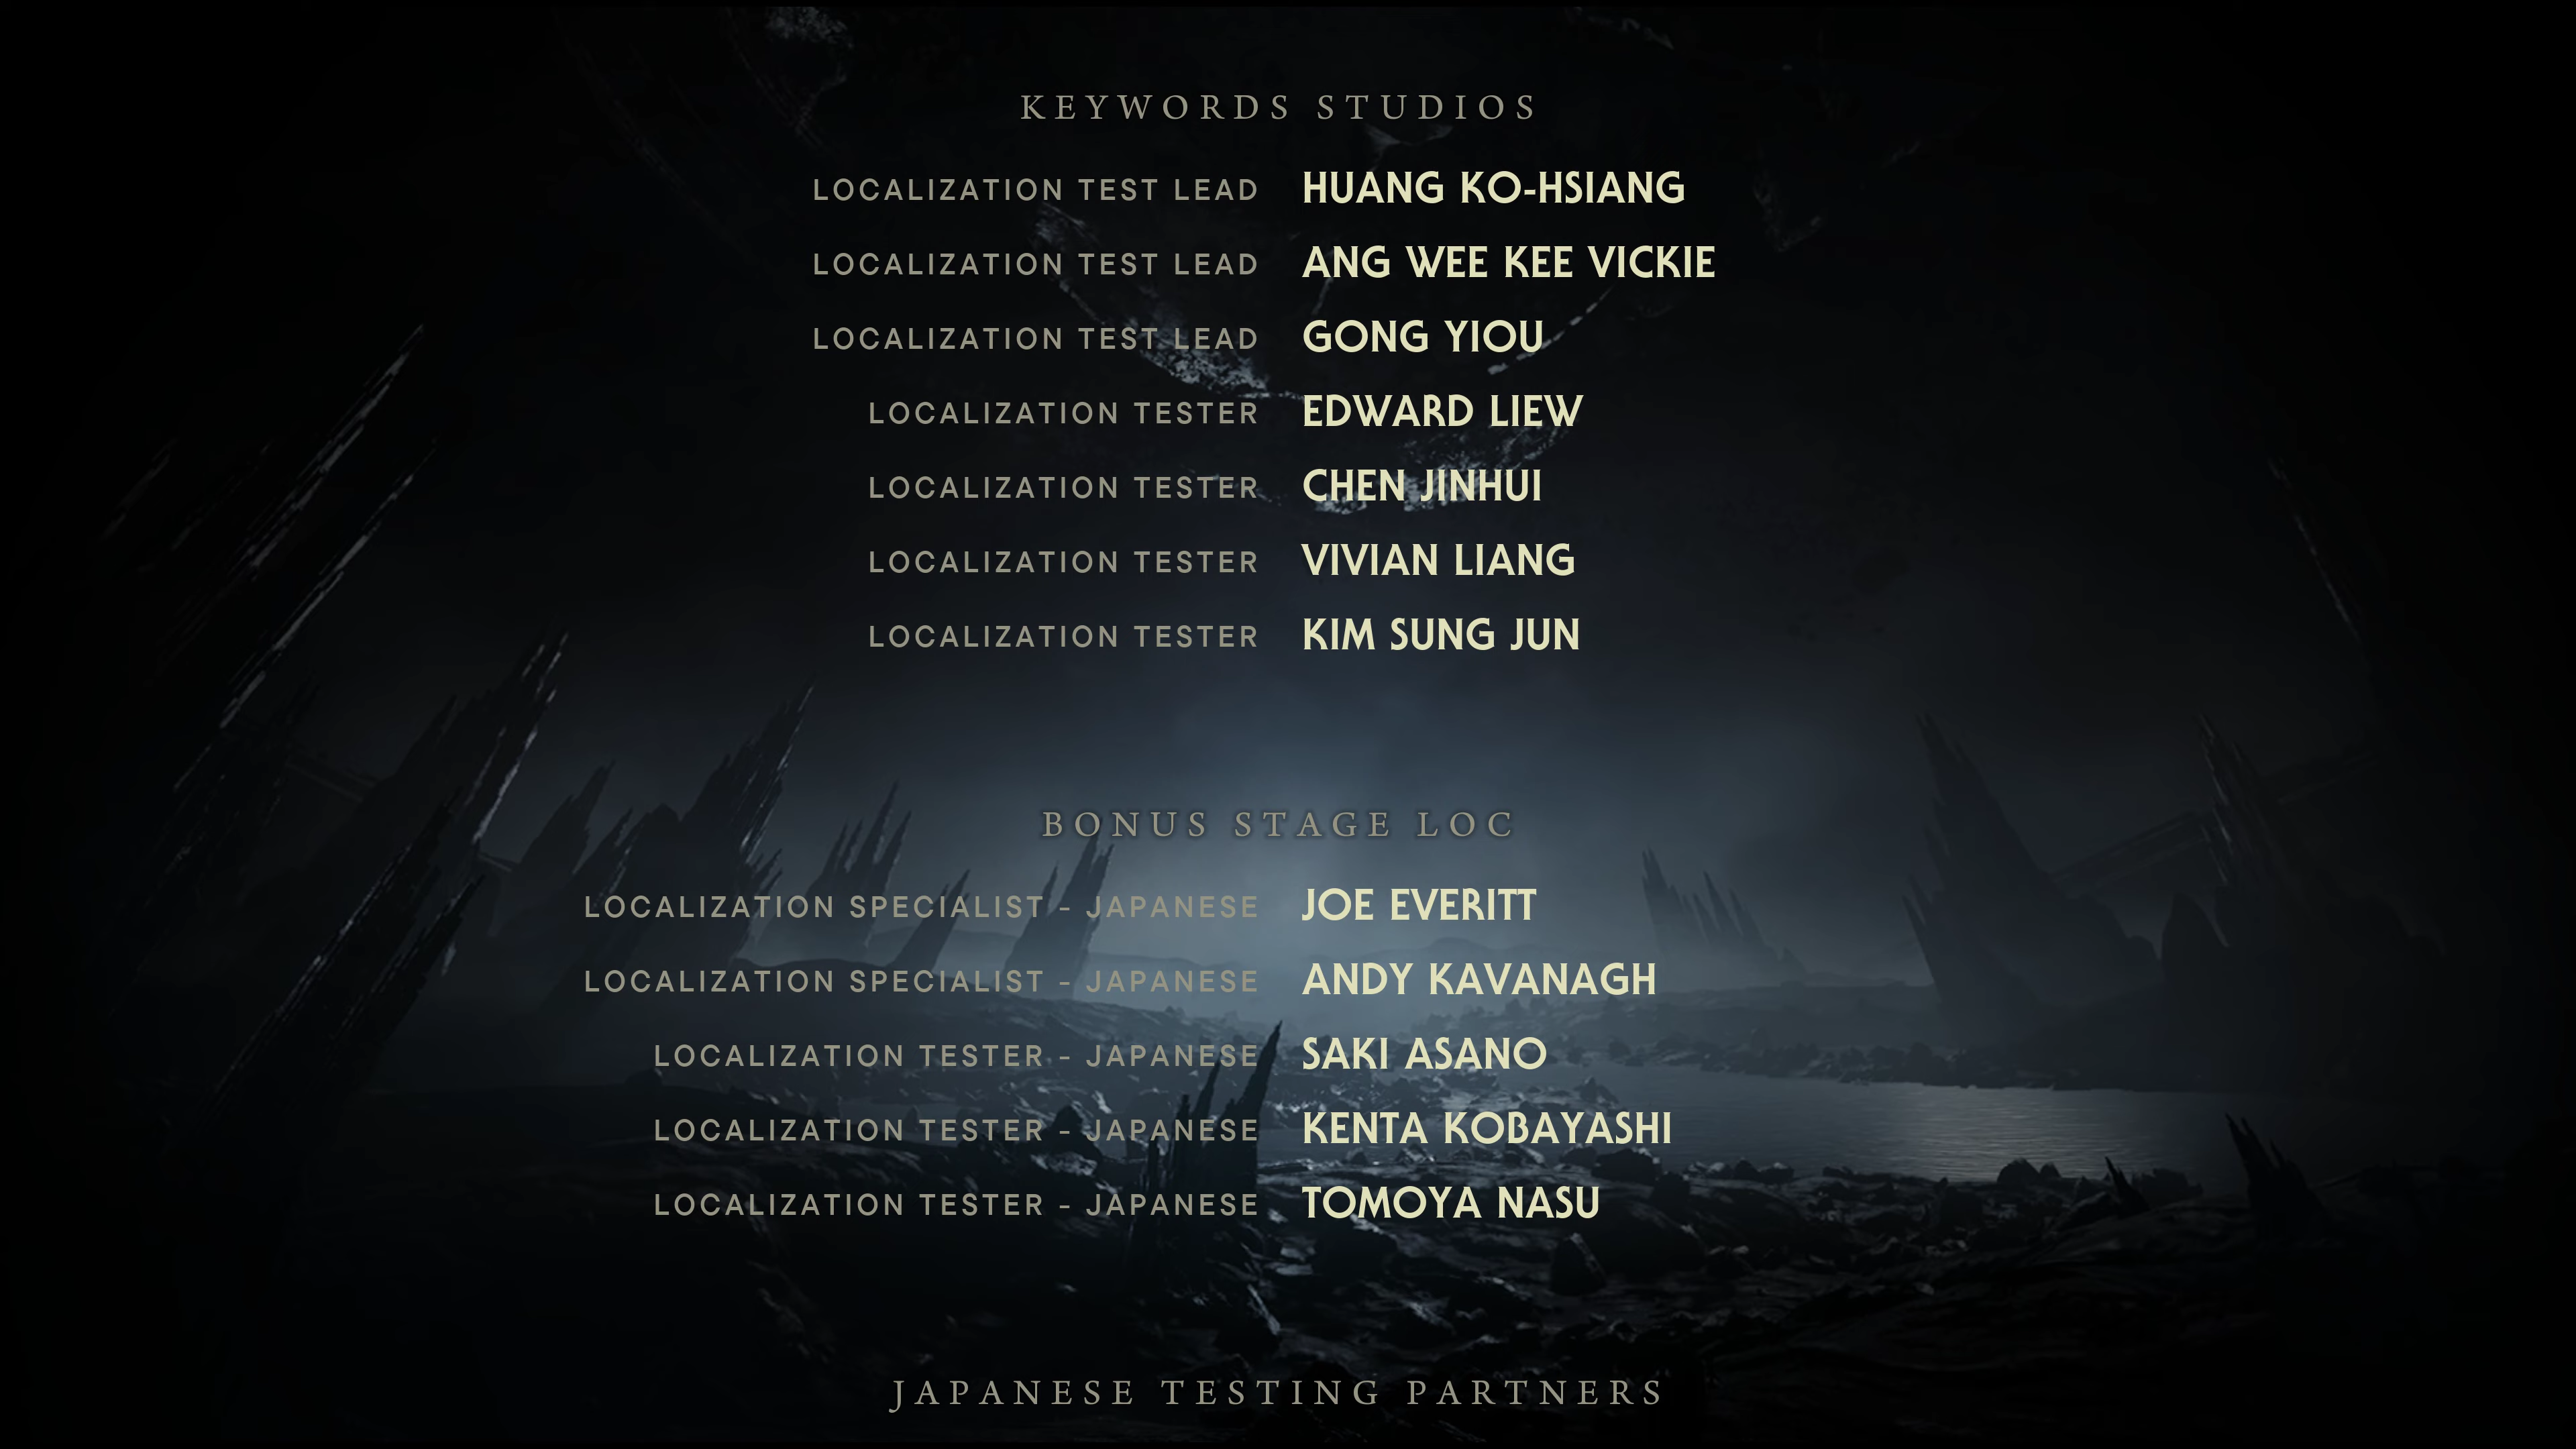 KEYWORDS STUDIOS
LOCALIZATION TEST LEAD HUANG KO-HSIANG
LOCALIZATION TEST LEAD ANG WEE KEE VICKIE
LOCALIZATION TEST LEAD GONG YIOU
LOCALIZATION TESTER EDWARD LIEW
LOCALIZATION TESTER CHEN JINHUI
LOCALIZATION TESTER VIVIAN LIANG
LOCALIZATION TESTER KIM SUNG JUN
BONUS STAGE LOC
LOCALIZATION SPECIALIST - JAPANESE JOE EVERITT
LOCALIZATION SPECIALIST - JAPANESE ANDY KAVANAGH
LOCALIZATION TESTER - JAPANESE SAKI ASANO
LOCALIZATION TESTER - JAPANESE KENTA KOBAYASHI
LOCALIZATION TESTER - JAPANESE TOMOYA NASU
JAPANESE TESTING PARTNERS